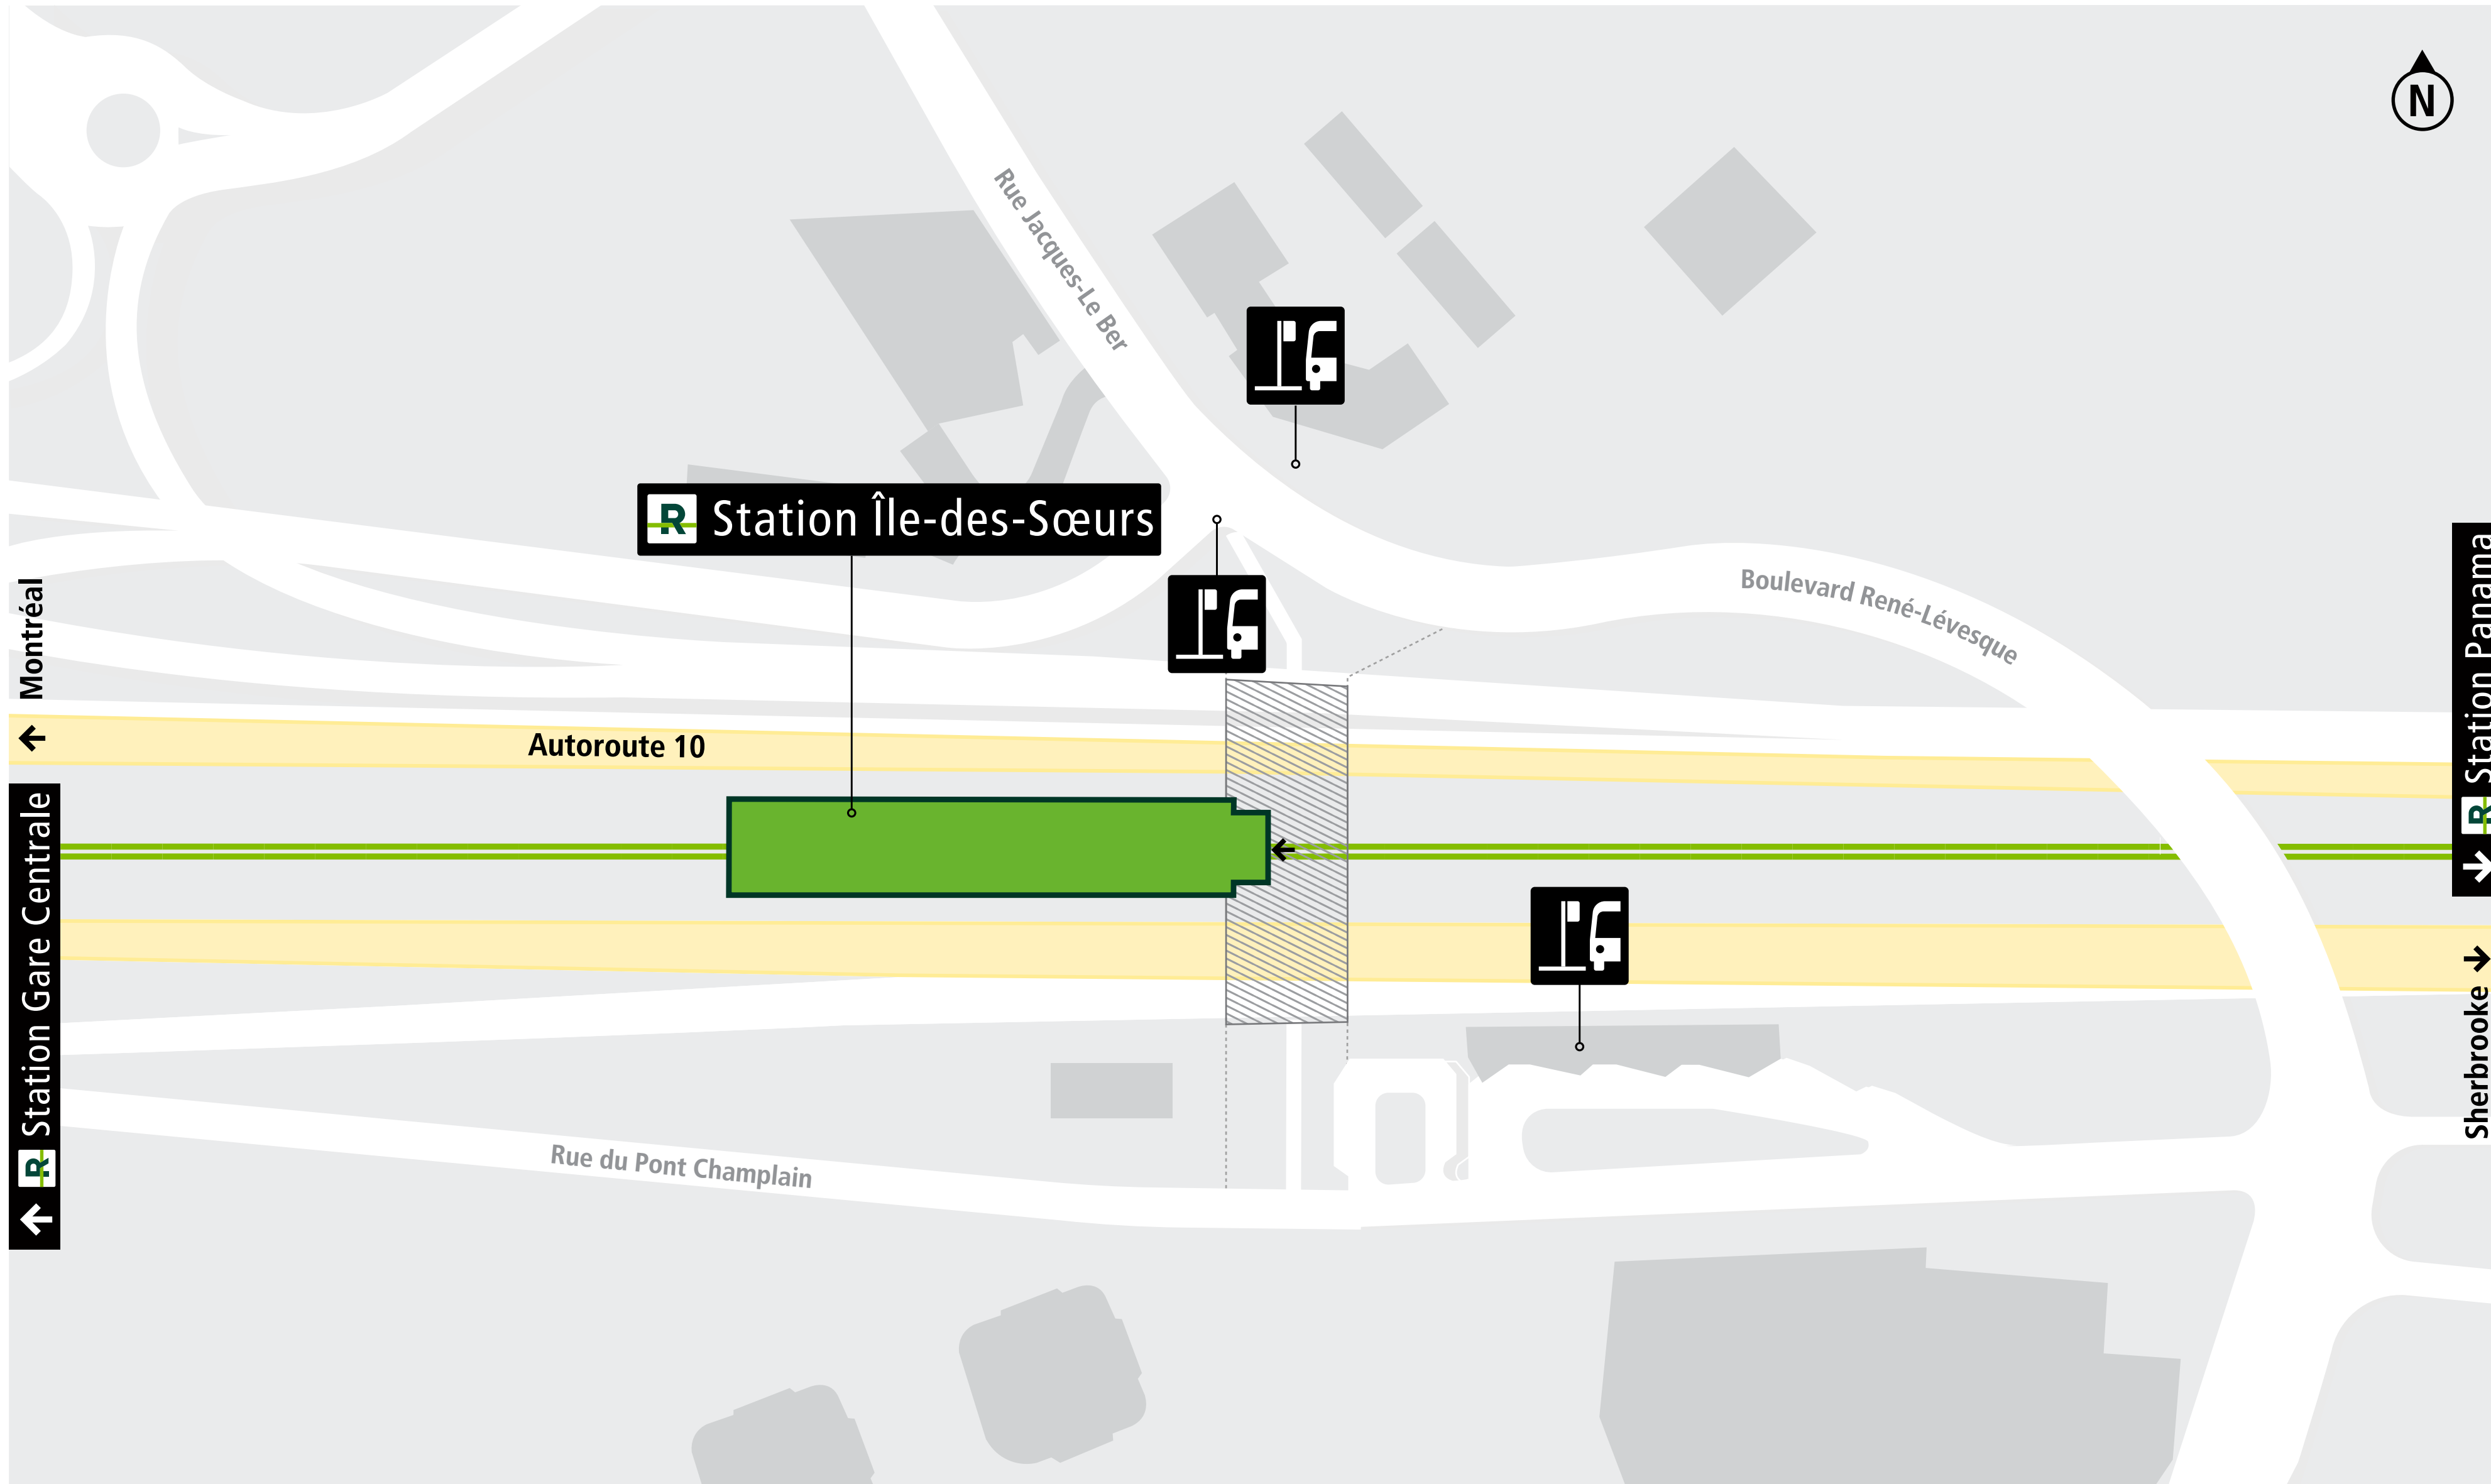 N
Rue Jacques-Le Ber
R Station Île-des-Sœurs
Boulevard René-Lévesque
Montréal
R Station Panama
Autoroute 10
R Station Gare Centrale
Sherbrooke
Rue du Pont Champlain